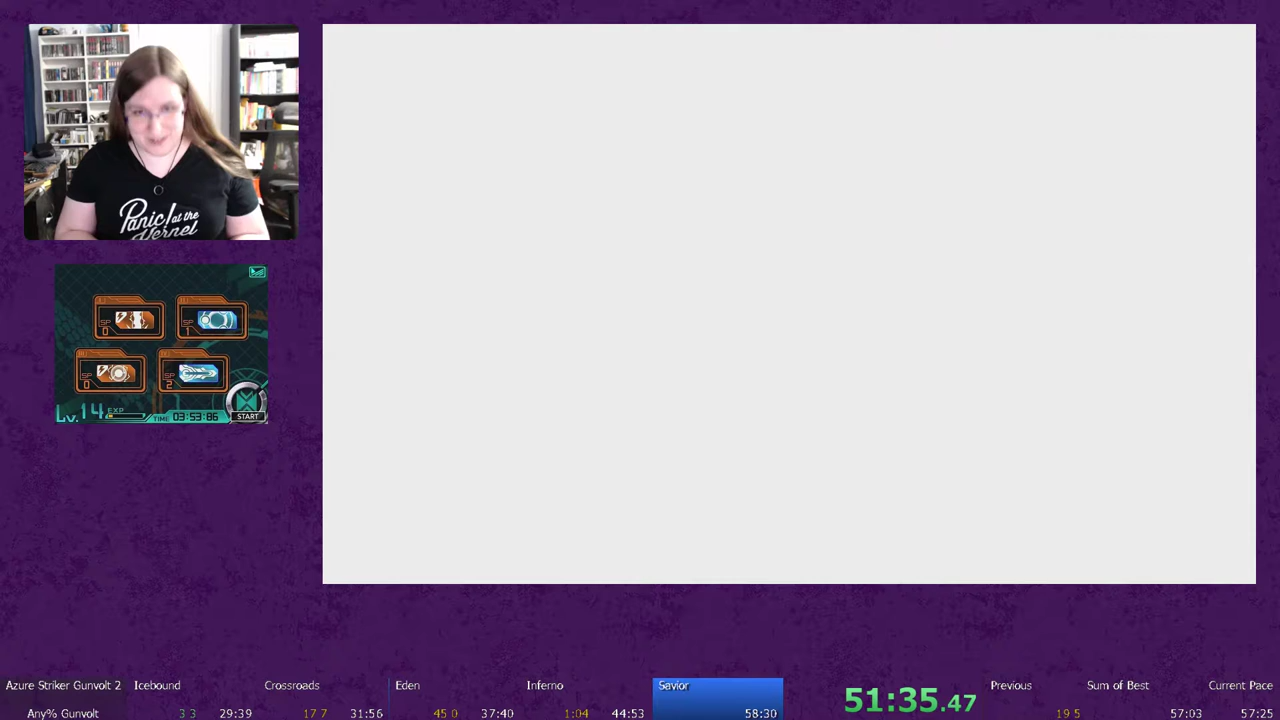 Panic! at the
Kernel
SP
0
SP
1
SP
0
SP
2
Lv. 14 EXP
TIME 03:53:86
START
Azure Striker Gunvolt 2
Any% Gunvolt
Icebound
3 3 29:39
Crossroads
17 7 31:56
Eden
45 0 37:40
Inferno
1:04 44:53
Savior
58:30
51:35.47
Previous
19 5
Sum of Best
57:03
Current Pace
57:25